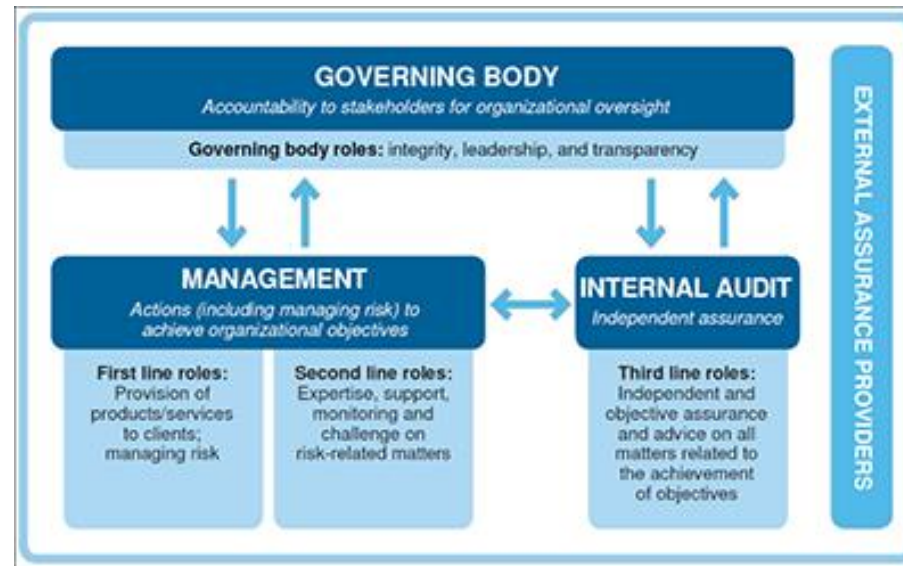 GOVERNING BODY
Accountability to stakeholders for organizational oversight
Governing body roles: integrity, leadership, and transparency
MANAGEMENT
Actions (including managing risk) to
achieve organizational objectives
First line roles:
Provision of
products/services
to clients;
managing risk
Second line roles:
Expertise, support,
monitoring and
challenge on
risk-related matters
INTERNAL AUDIT
Independent assurance
Third line roles:
Independent and
objective assurance
and advice on all
matters related to
the achievement
of objectives
EXTERNAL ASSURANCE PROVIDERS